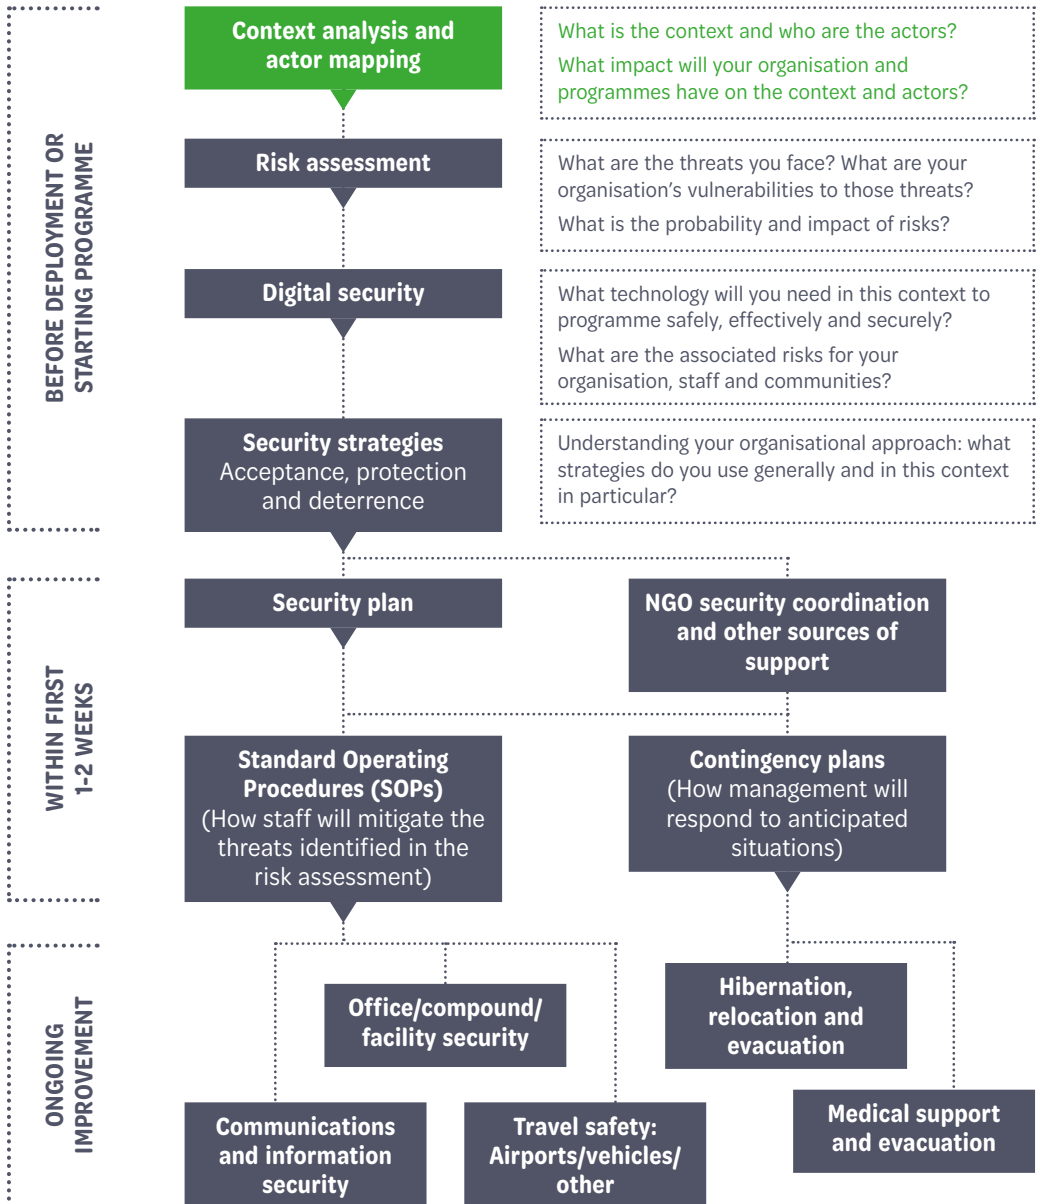 BEFORE DEPLOYMENT OR
STARTING PROGRAMME
Context analysis and
actor mapping
What is the context and who are the actors?
What impact will your organisation and
programmes have on the context and actors?
Risk assessment
What are the threats you face? What are your
organisation’s vulnerabilities to those threats?
What is the probability and impact of risks?
Digital security
What technology will you need in this context to
programme safely, effectively and securely?
What are the associated risks for your
organisation, staff and communities?
Security strategies
Acceptance, protection
and deterrence
Understanding your organisational approach: what
strategies do you use generally and in this context
in particular?
WITHIN FIRST
1-2 WEEKS
Security plan
NGO security coordination
and other sources of
support
Standard Operating
Procedures (SOPs)
(How staff will mitigate the
threats identified in the
risk assessment)
Contingency plans
(How management will
respond to anticipated
situations)
ONGOING
IMPROVEMENT
Office/compound/
facility security
Hibernation,
relocation and
evacuation
Communications
and information
security
Travel safety:
Airports/vehicles/
other
Medical support
and evacuation